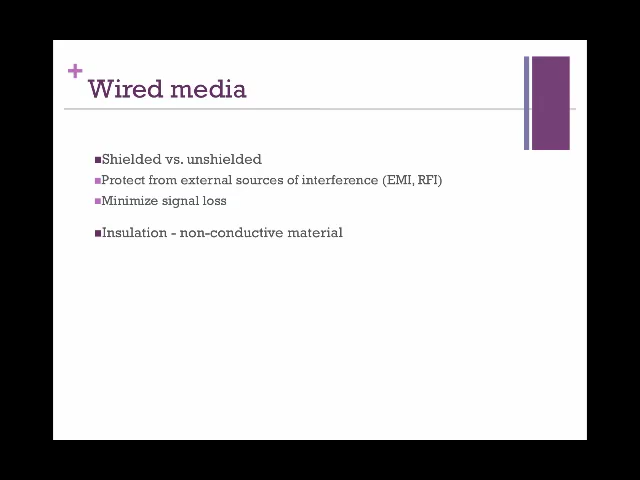 +
Wired media
Shielded vs. unshielded
Protect from external sources of interference (EMI, RFI)
Minimize signal loss
Insulation - non-conductive material